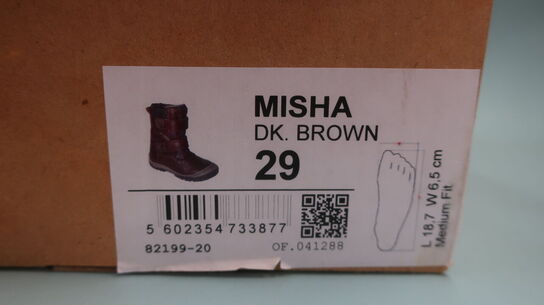 MISHA
DK. BROWN
29
5 602354 733877
82199-20
OF.041288
L 18,7 W 6,5 cm
Medium Fit